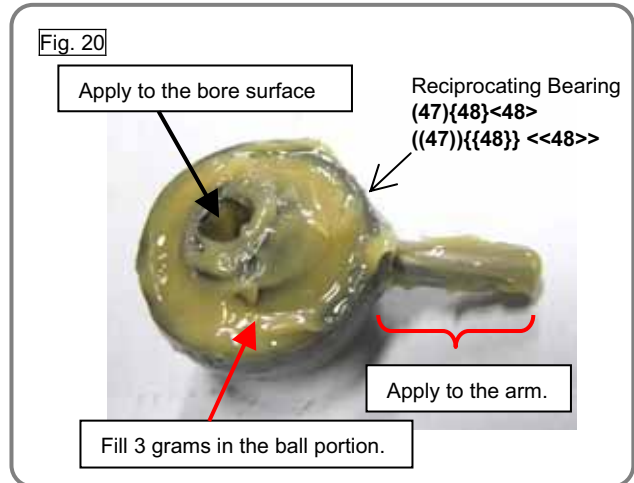 Fig. 20
Apply to the bore surface
Reciprocating Bearing
(47){48}<48>
((47)){{48}} <<48>>
Apply to the arm.
Fill 3 grams in the ball portion.